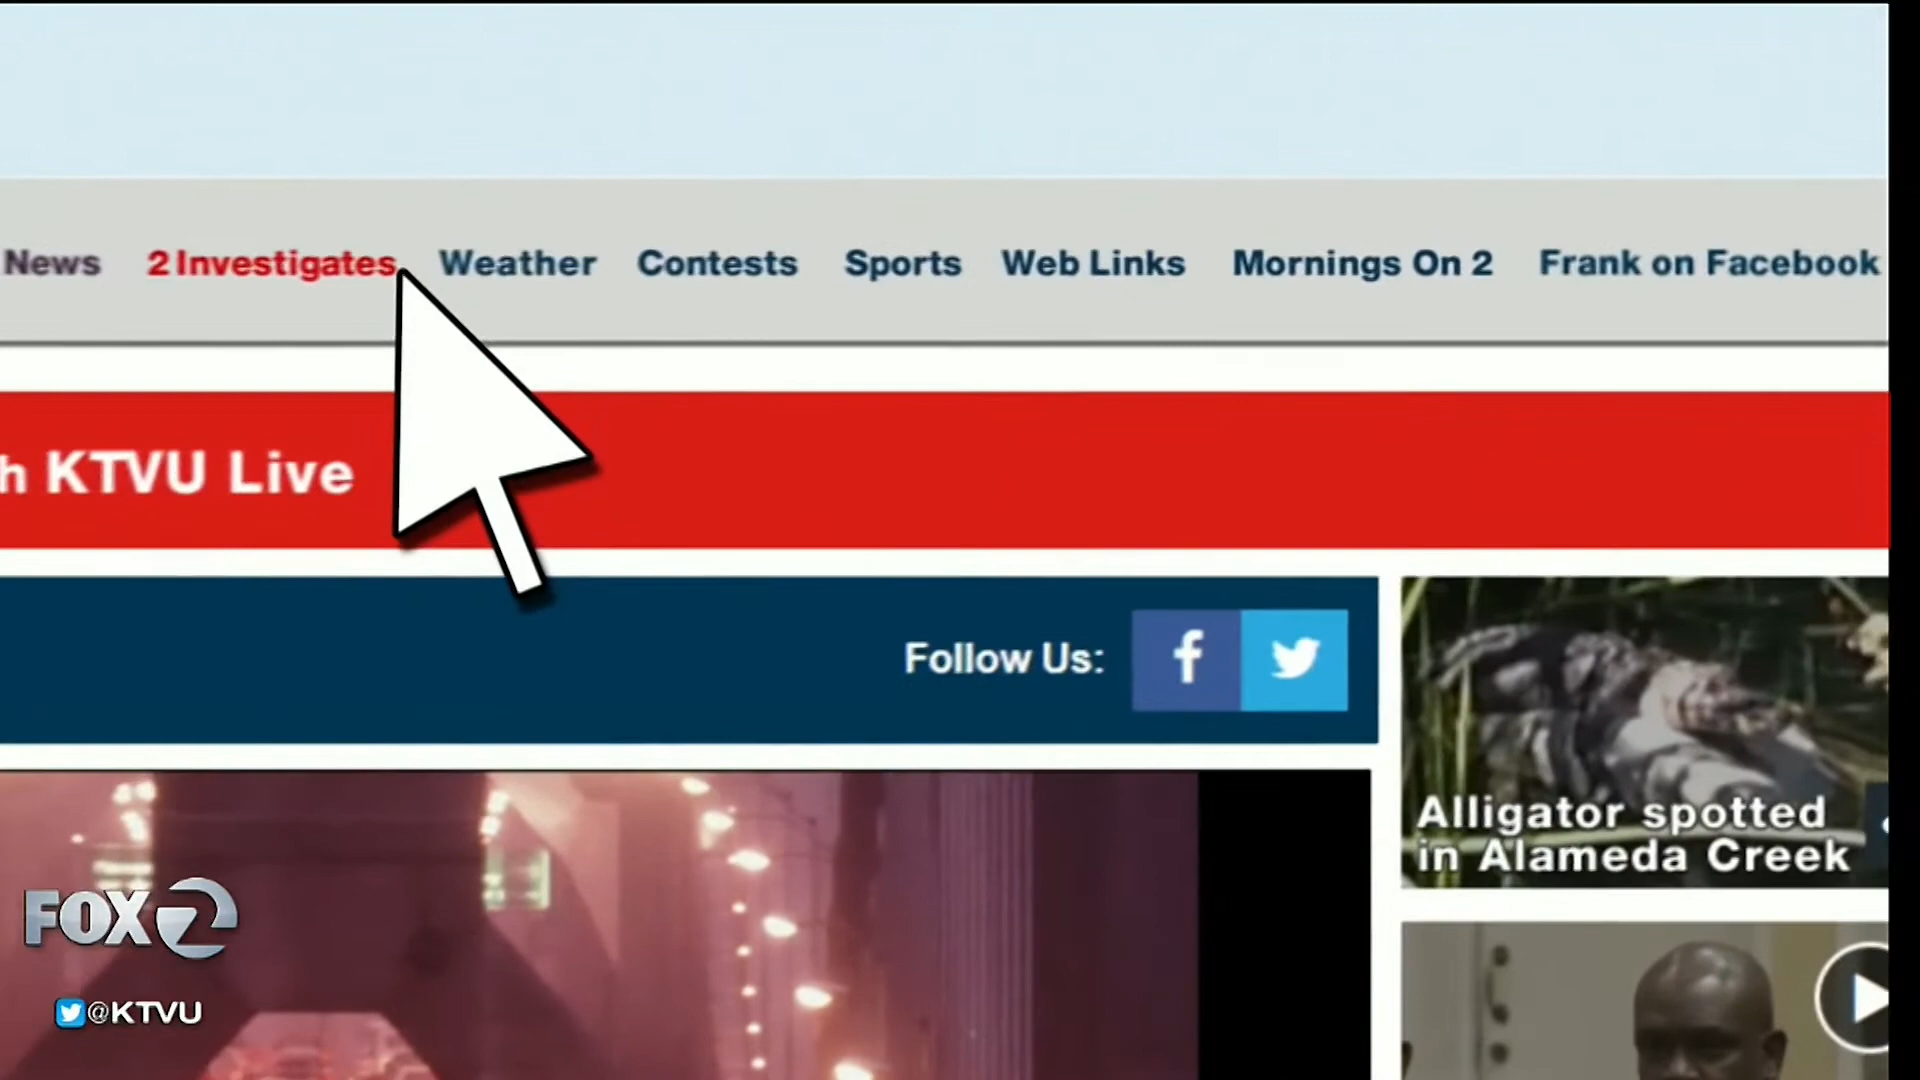 News 2 Investigates Weather Contests Sports Web Links Mornings On 2 Frank on Facebook
h KTVU Live
Follow Us:
Alligator spotted
in Alameda Creek
FOX 2
@KTVU